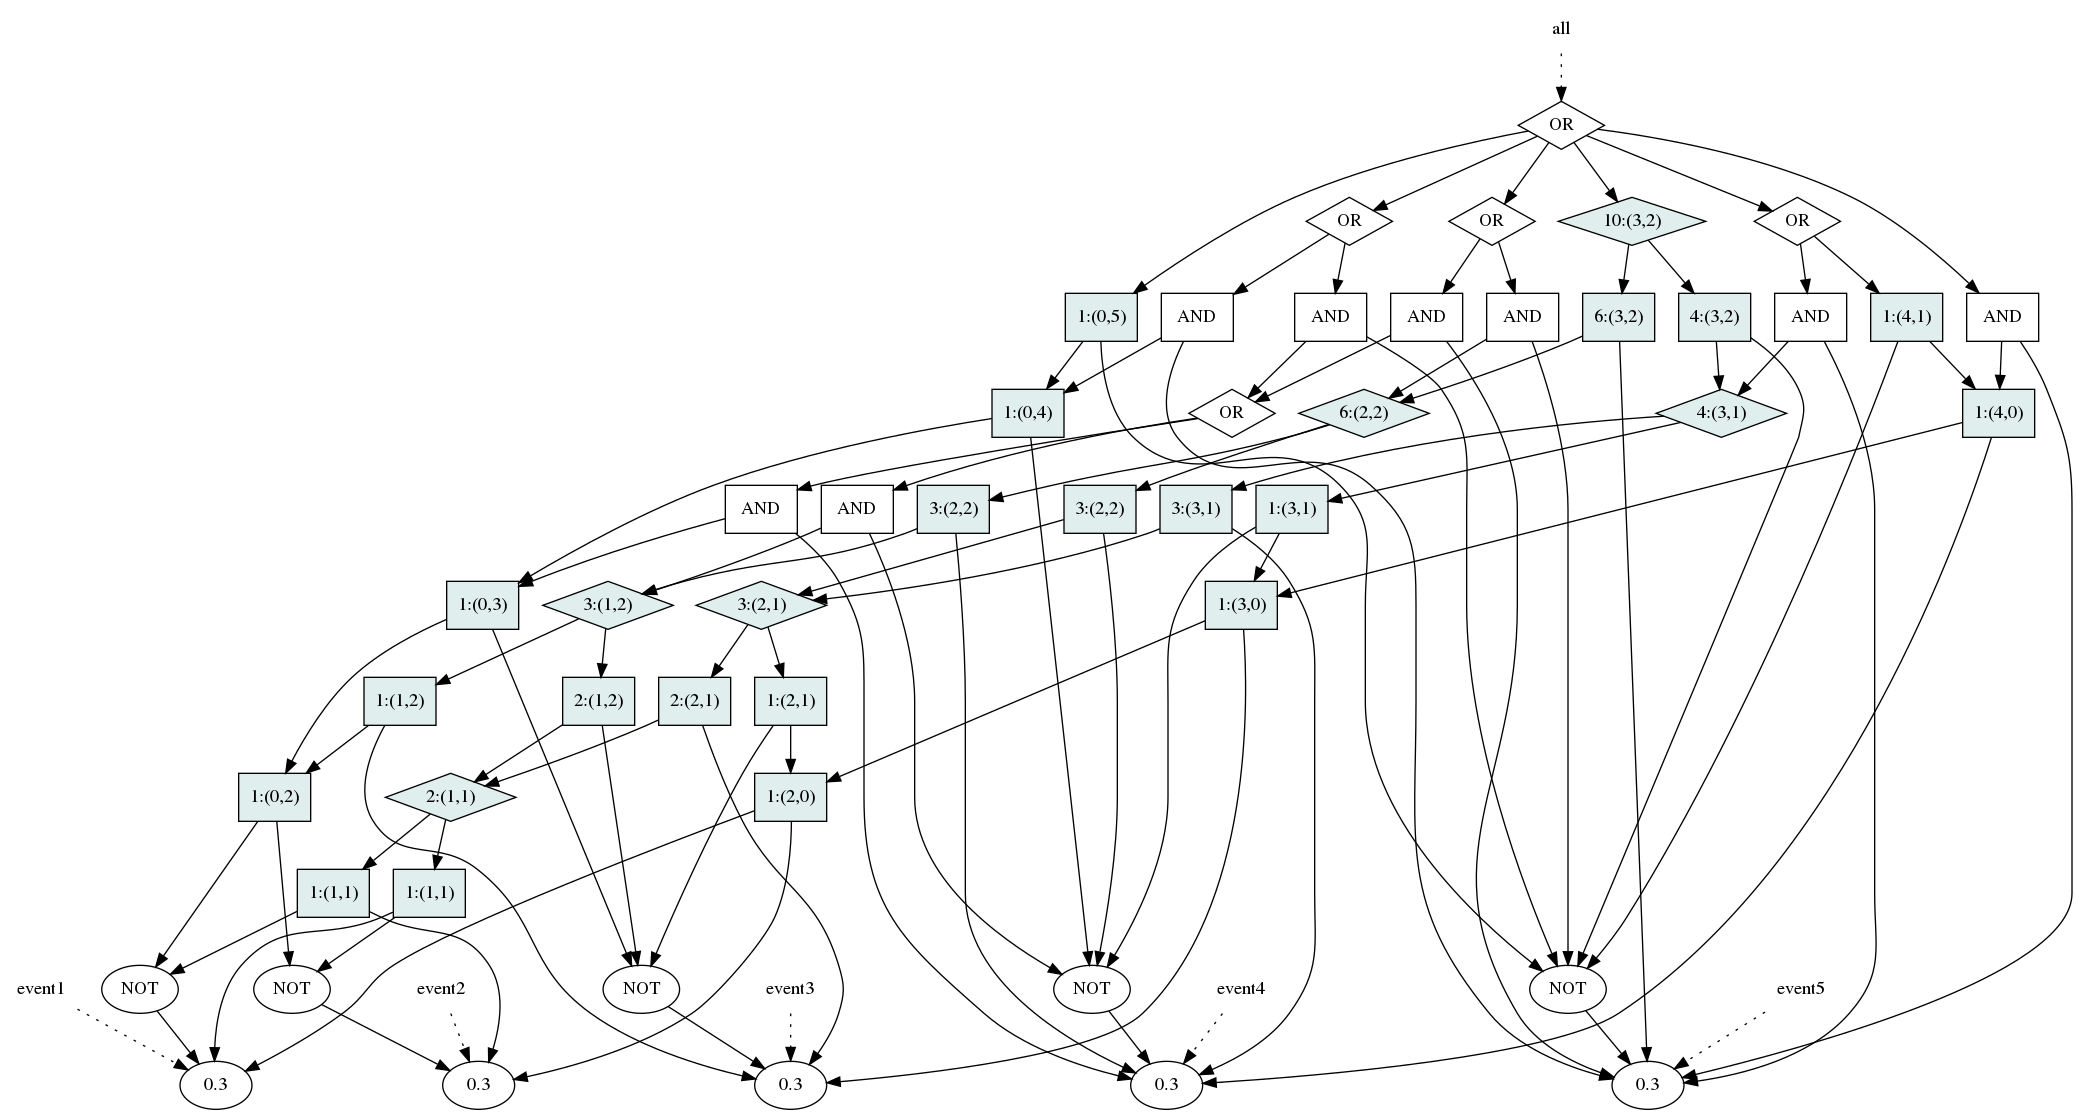 all
OR
OR
OR
10:(3,2)
OR
1:(0,5)
AND
AND
AND
AND
6:(3,2)
4:(3,2)
AND
1:(4,1)
AND
1:(0,4)
OR
6:(2,2)
4:(3,1)
1:(4,0)
AND
AND
3:(2,2)
3:(2,2)
3:(3,1)
1:(3,1)
1:(0,3)
3:(1,2)
3:(2,1)
1:(3,0)
1:(1,2)
2:(1,2)
2:(2,1)
1:(2,1)
1:(0,2)
2:(1,1)
1:(2,0)
1:(1,1)
1:(1,1)
event1
NOT
NOT
event2
NOT
event3
NOT
event4
NOT
event5
0.3
0.3
0.3
0.3
0.3